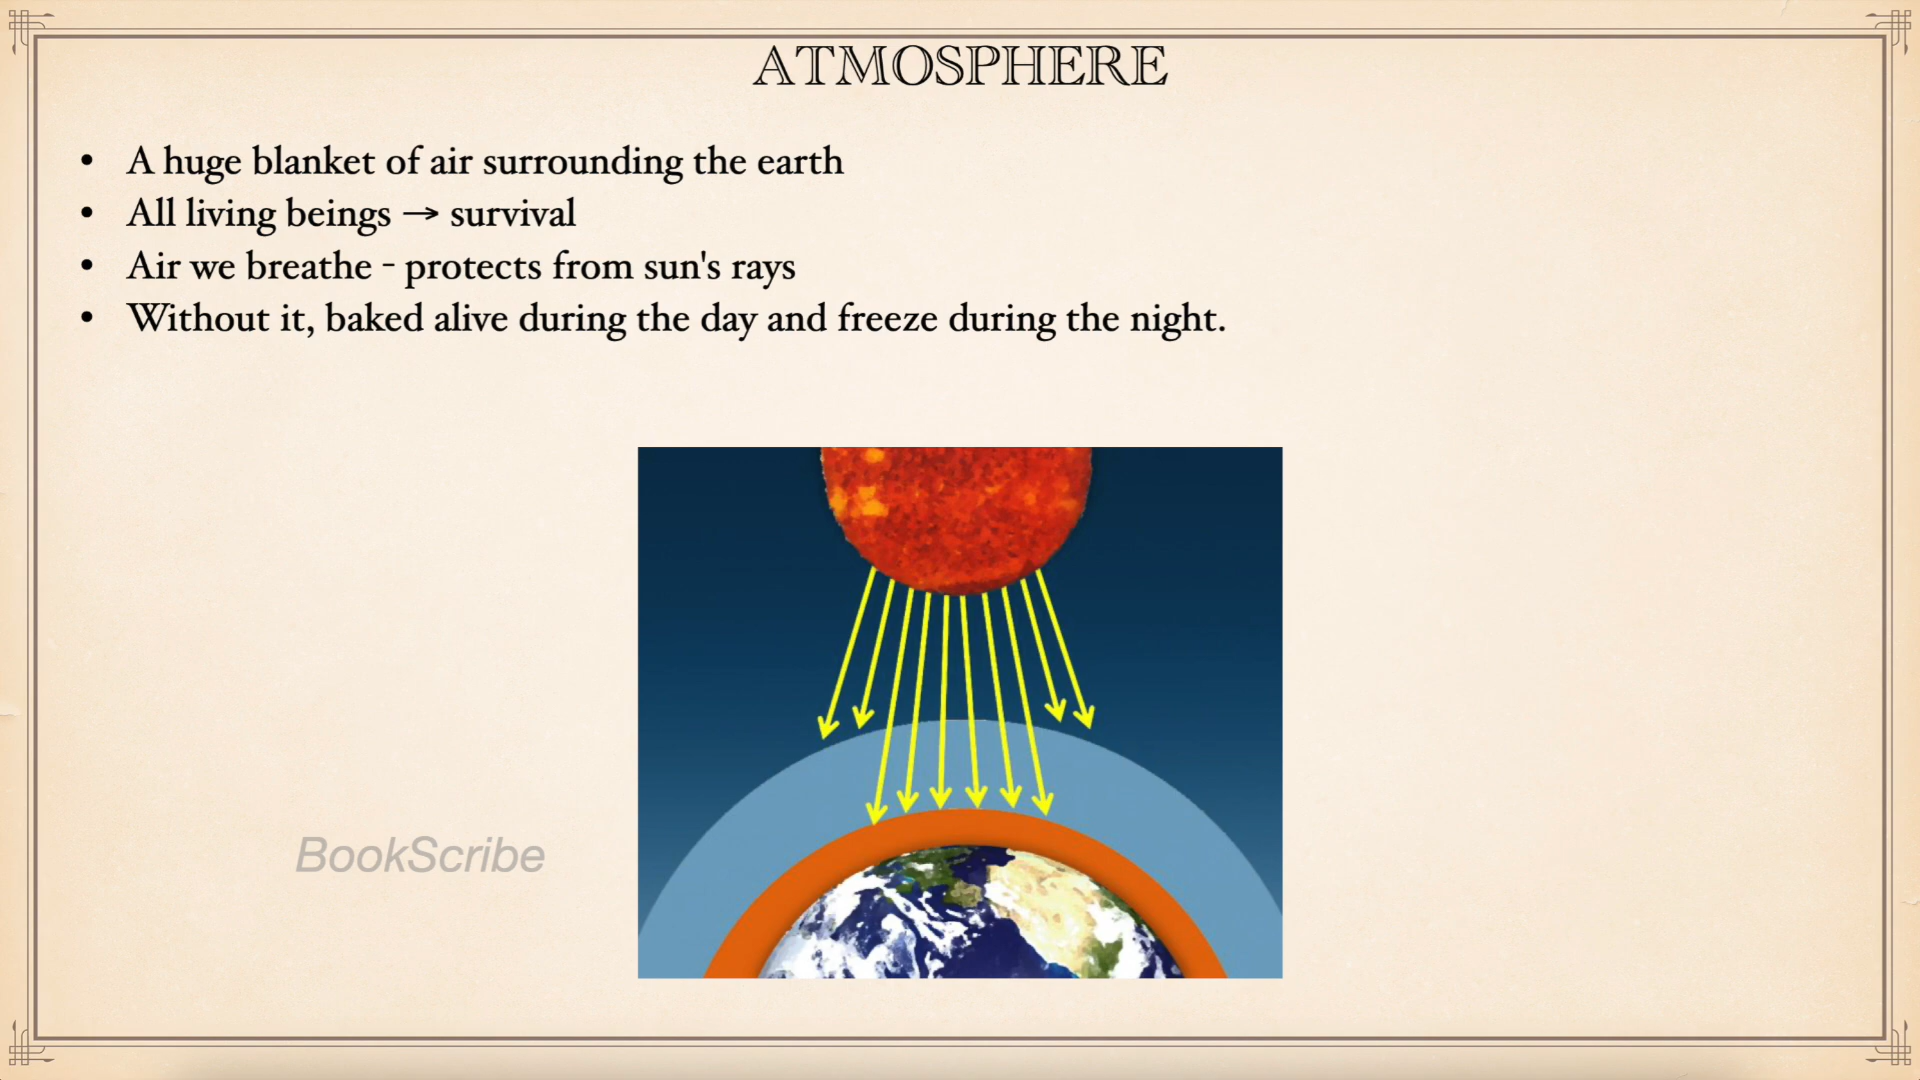 ATMOSPHERE
• A huge blanket of air surrounding the earth
• All living beings → survival
• Air we breathe - protects from sun's rays
• Without it, baked alive during the day and freeze during the night.
BookScribe